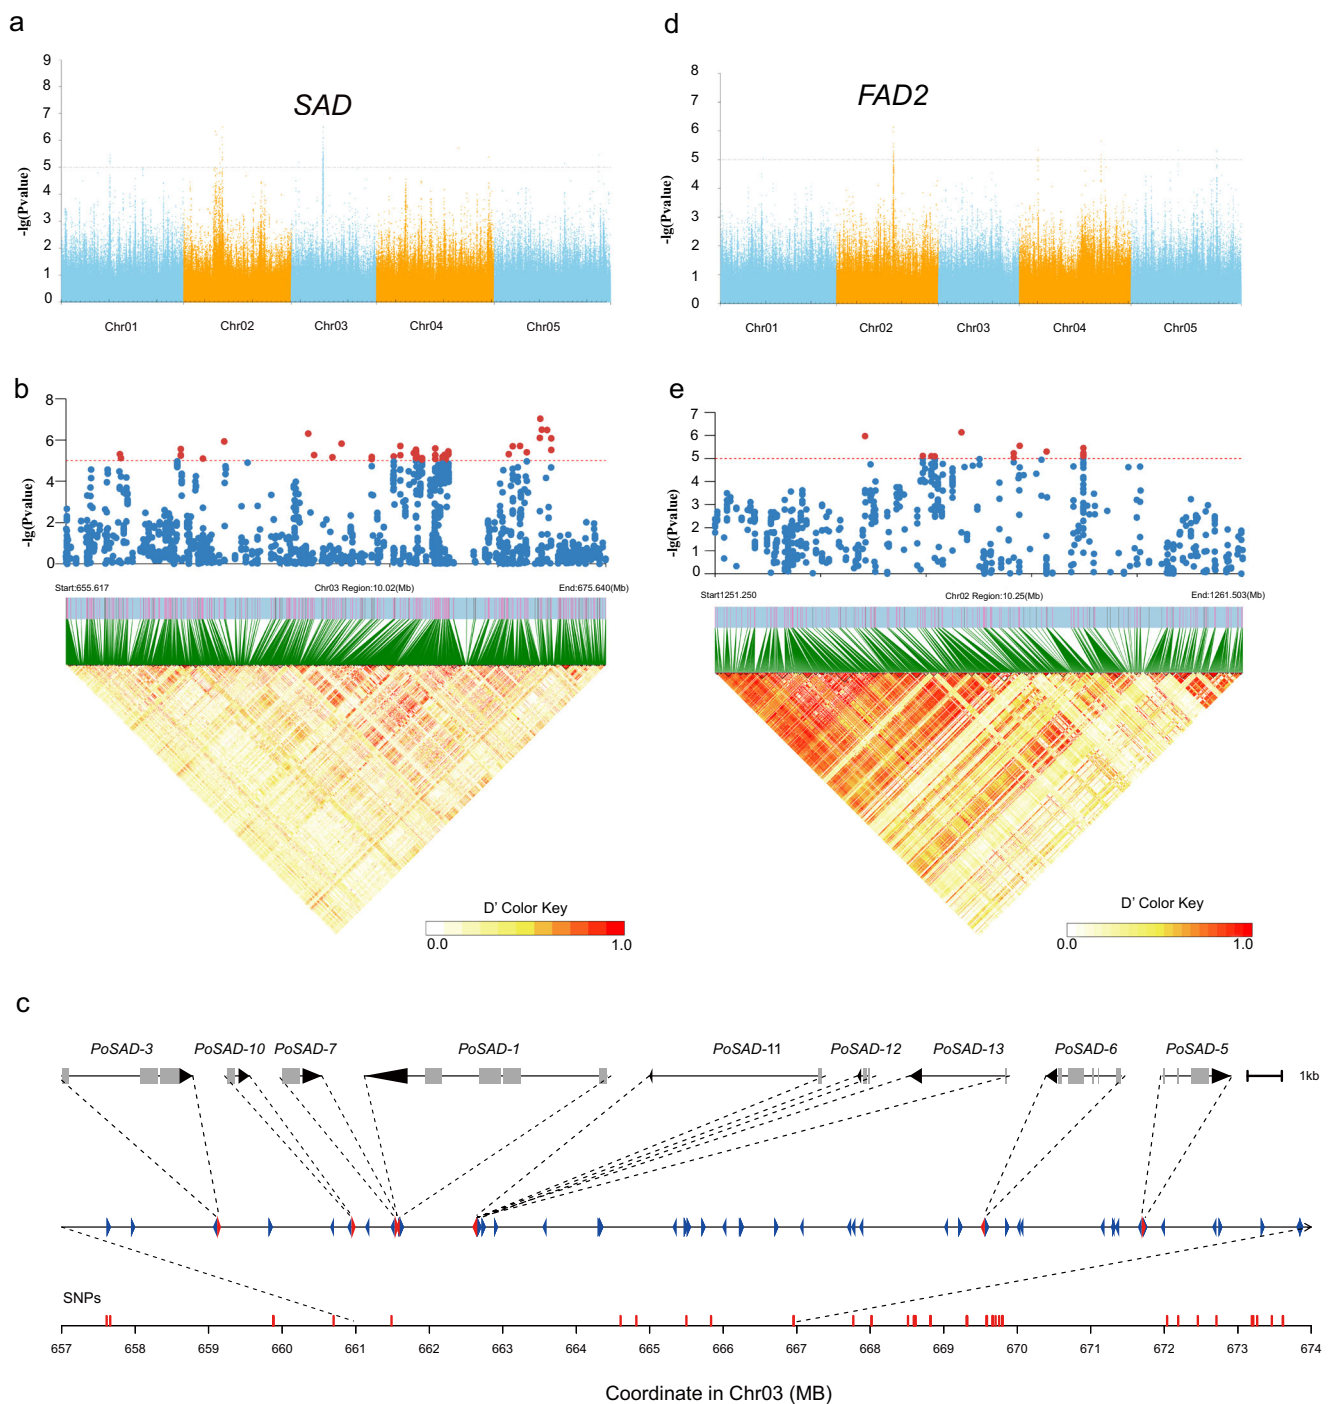 a
SAD
-lg(Pvalue)
9
8
7
6
5
4
3
2
1
0
Chr01 Chr02 Chr03 Chr04 Chr05
d
FAD2
-lg(Pvalue)
8
7
6
5
4
3
2
1
0
Chr01 Chr02 Chr03 Chr04 Chr05
b
-lg(Pvalue)
8
6
4
2
0
Start:655.617 Chr03 Region:10.02(Mb) End:675.640(Mb)
D' Color Key
0.0 1.0
e
-lg(Pvalue)
7
6
5
4
3
2
1
0
Start1251.250 Chr02 Region:10.25(Mb) End:1261.503(Mb)
D' Color Key
0.0 1.0
c
PoSAD-3 PoSAD-10 PoSAD-7 PoSAD-1 PoSAD-11 PoSAD-12 PoSAD-13 PoSAD-6 PoSAD-5
1kb
SNPs
657 658 659 660 661 662 663 664 665 666 667 668 669 670 671 672 673 674
Coordinate in Chr03 (MB)